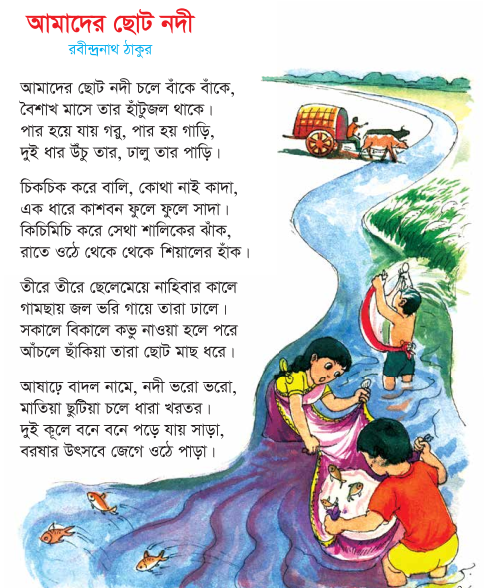 আমাদের ছোট নদী
রবীন্দ্রনাথ ঠাকুর
আমাদের ছোট নদী চলে বাঁকে বাঁকে,
বৈশাখ মাসে তার হাঁটুজল থাকে।
পার হয়ে যায় গরু, পার হয় গাড়ি,
দুই ধার উঁচু তার, ঢালু তার পাড়ি।
চিকচিক করে বালি, কোথা নাই কাদা,
এক ধারে কাশবন ফুলে ফুলে সাদা।
কিচিমিচি করে সেথা শালিকের ঝাঁক,
রাতে ওঠে থেকে থেকে শিয়ালের হাঁক।
তীরে তীরে ছেলেমেয়ে নাহিবার কালে
গামছায় জল ভরি গায়ে তারা ঢালে।
সকালে বিকালে কভু নাওয়া হলে পরে
আঁচলে ছাঁকিয়া তারা ছোট মাছ ধরে।
আষাঢ়ে বাদল নামে, নদী ভরো ভরো,
মাতিয়া ছুটিয়া চলে ধারা খরতর।
দুই কূলে বনে বনে পড়ে যায় সাড়া,
বরষার উৎসবে জেগে ওঠে পাড়া।